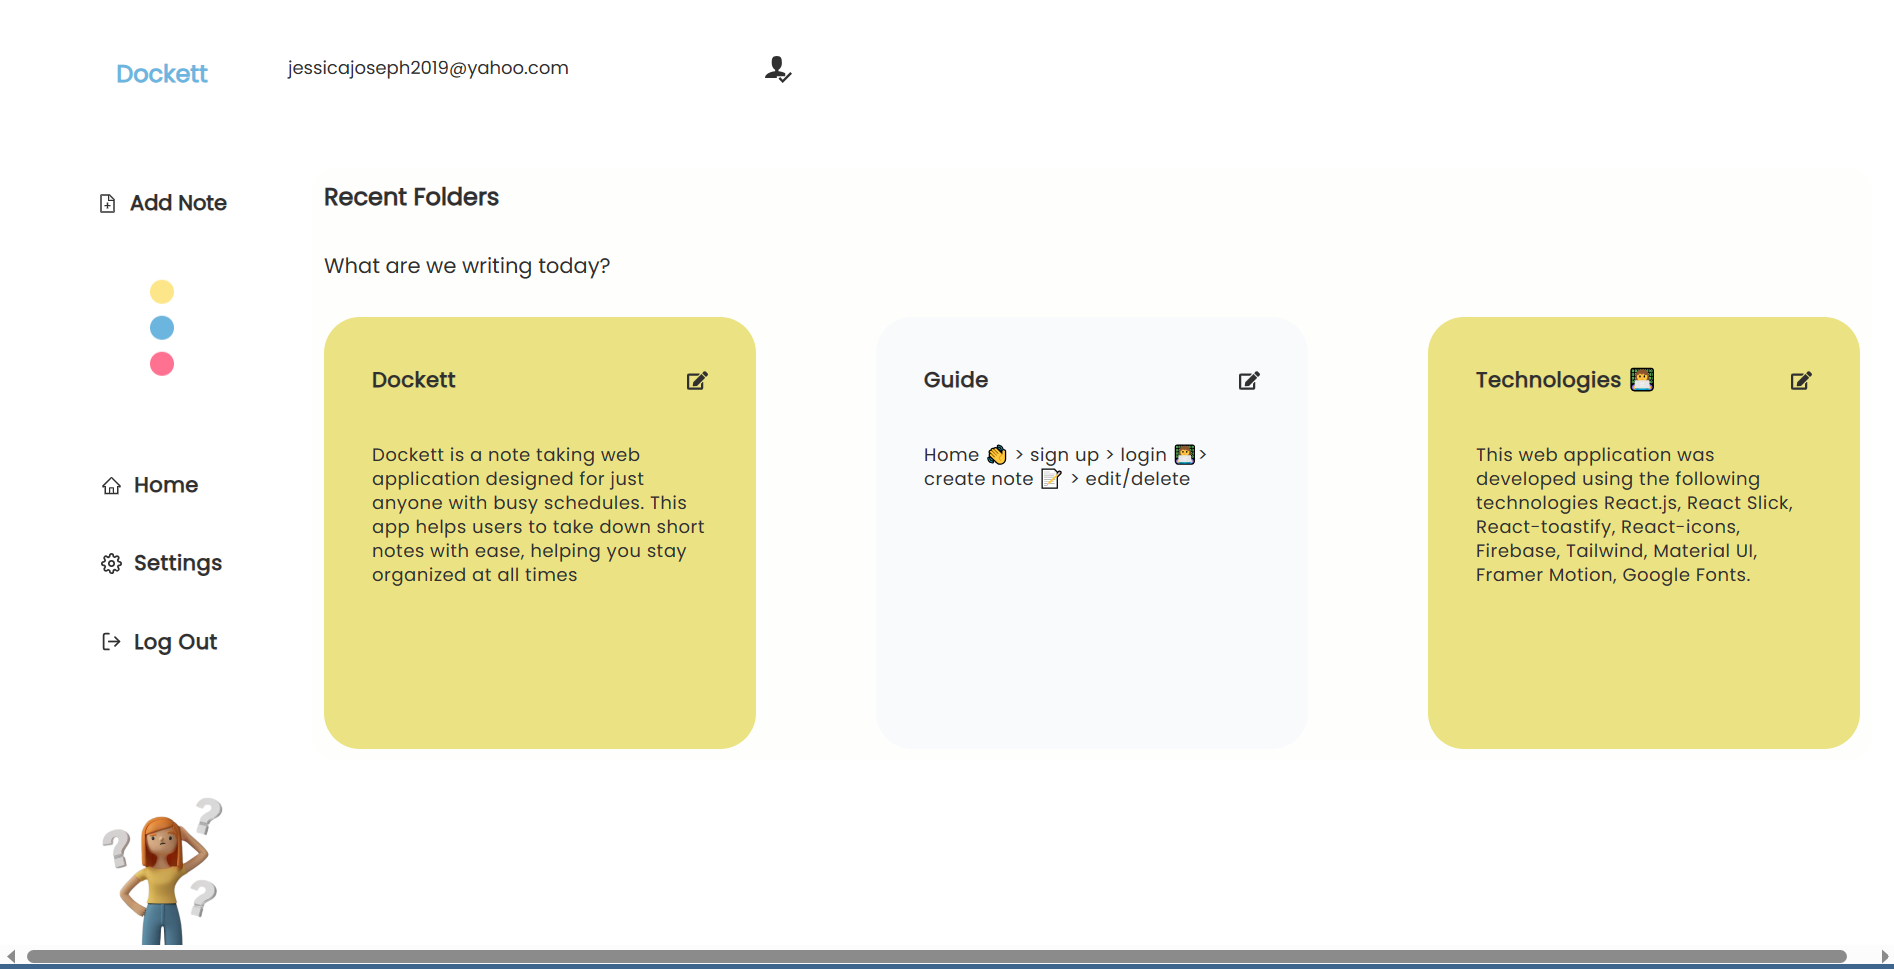 Dockett
jessicajoseph2019@yahoo.com
Add Note
Home
Settings
Log Out
Recent Folders
What are we writing today?
Dockett
Dockett is a note taking web
application designed for just
anyone with busy schedules. This
app helps users to take down short
notes with ease, helping you stay
organized at all times
Guide
Home 👏 > sign up > login 👨‍💻>
create note 📝 > edit/delete
Technologies 👨‍💻
This web application was
developed using the following
technologies React.js, React Slick,
React-toastify, React-icons,
Firebase, Tailwind, Material UI,
Framer Motion, Google Fonts.
? ? ?